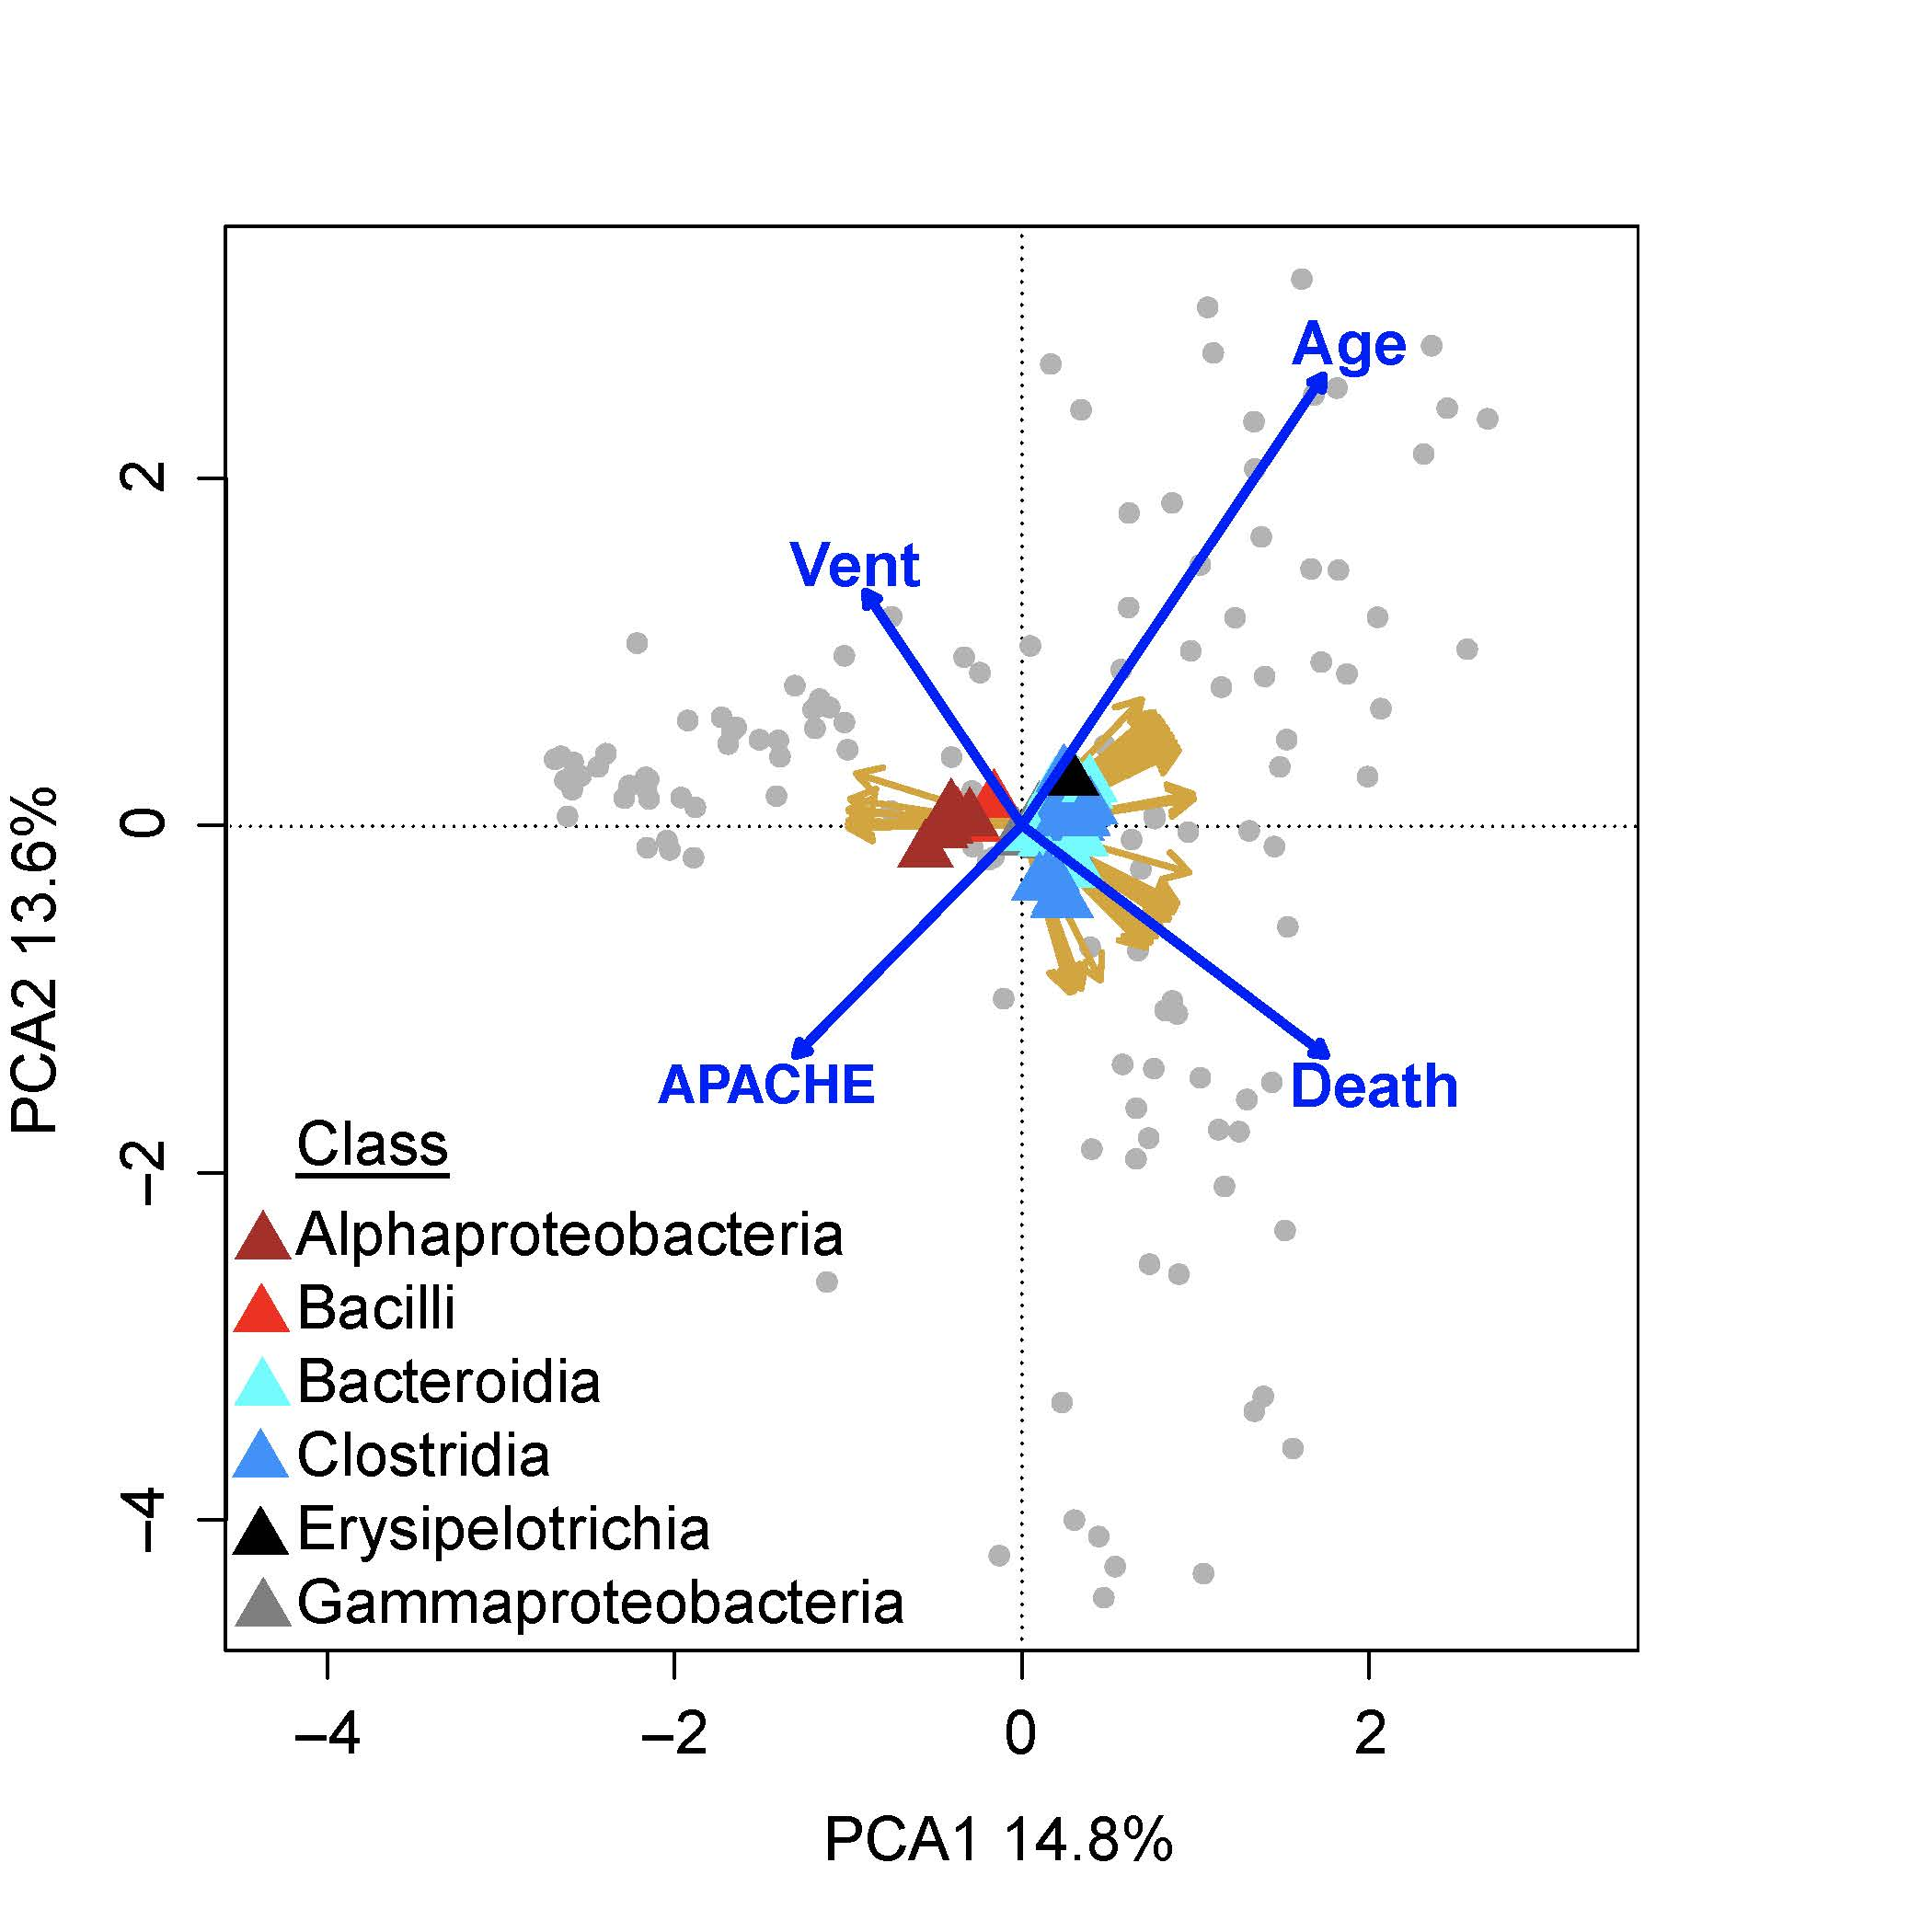 Age
Vent
APACHE
Death
Class
Alphaproteobacteria
Bacilli
Bacteroidia
Clostridia
Erysipelotrichia
Gammaproteobacteria
PCA2 13.6%
2
0
−2
−4
−4
−2
0
2
PCA1 14.8%